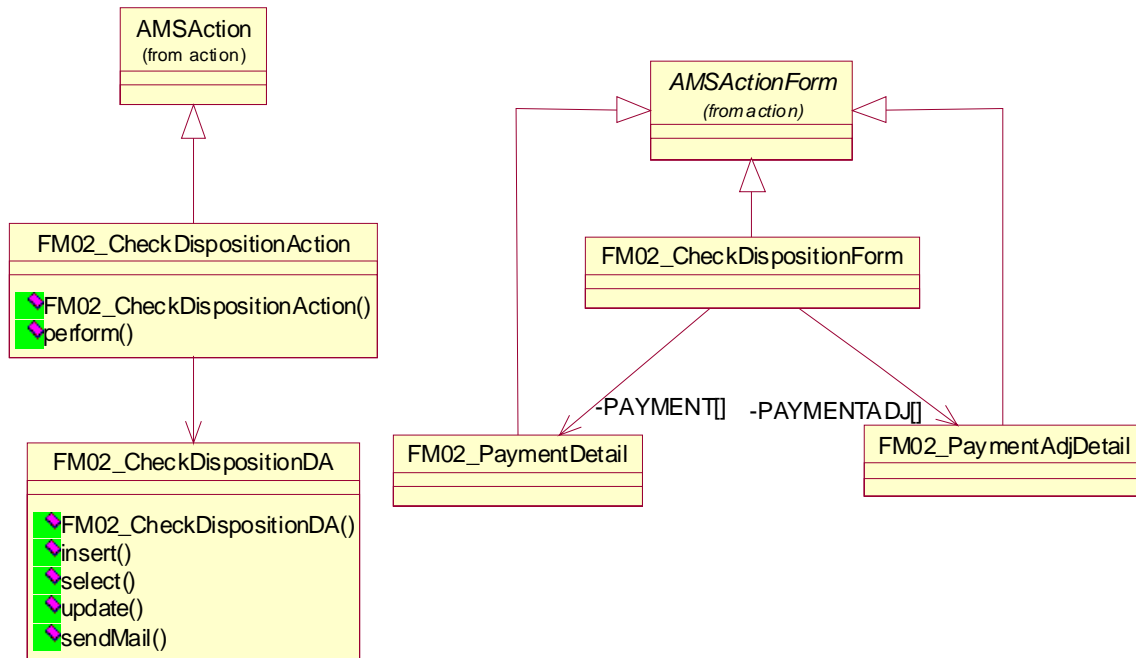 AMSAction
(from action)
FM02_CheckDispositionAction
FM02_CheckDispositionAction()
perform()
FM02_CheckDispositionDA
FM02_CheckDispositionDA()
insert()
select()
update()
sendMail()
AMSActionForm
(from action)
FM02_CheckDispositionForm
-PAYMENT[]
-PAYMENTADJ[]
FM02_PaymentDetail
FM02_PaymentAdjDetail